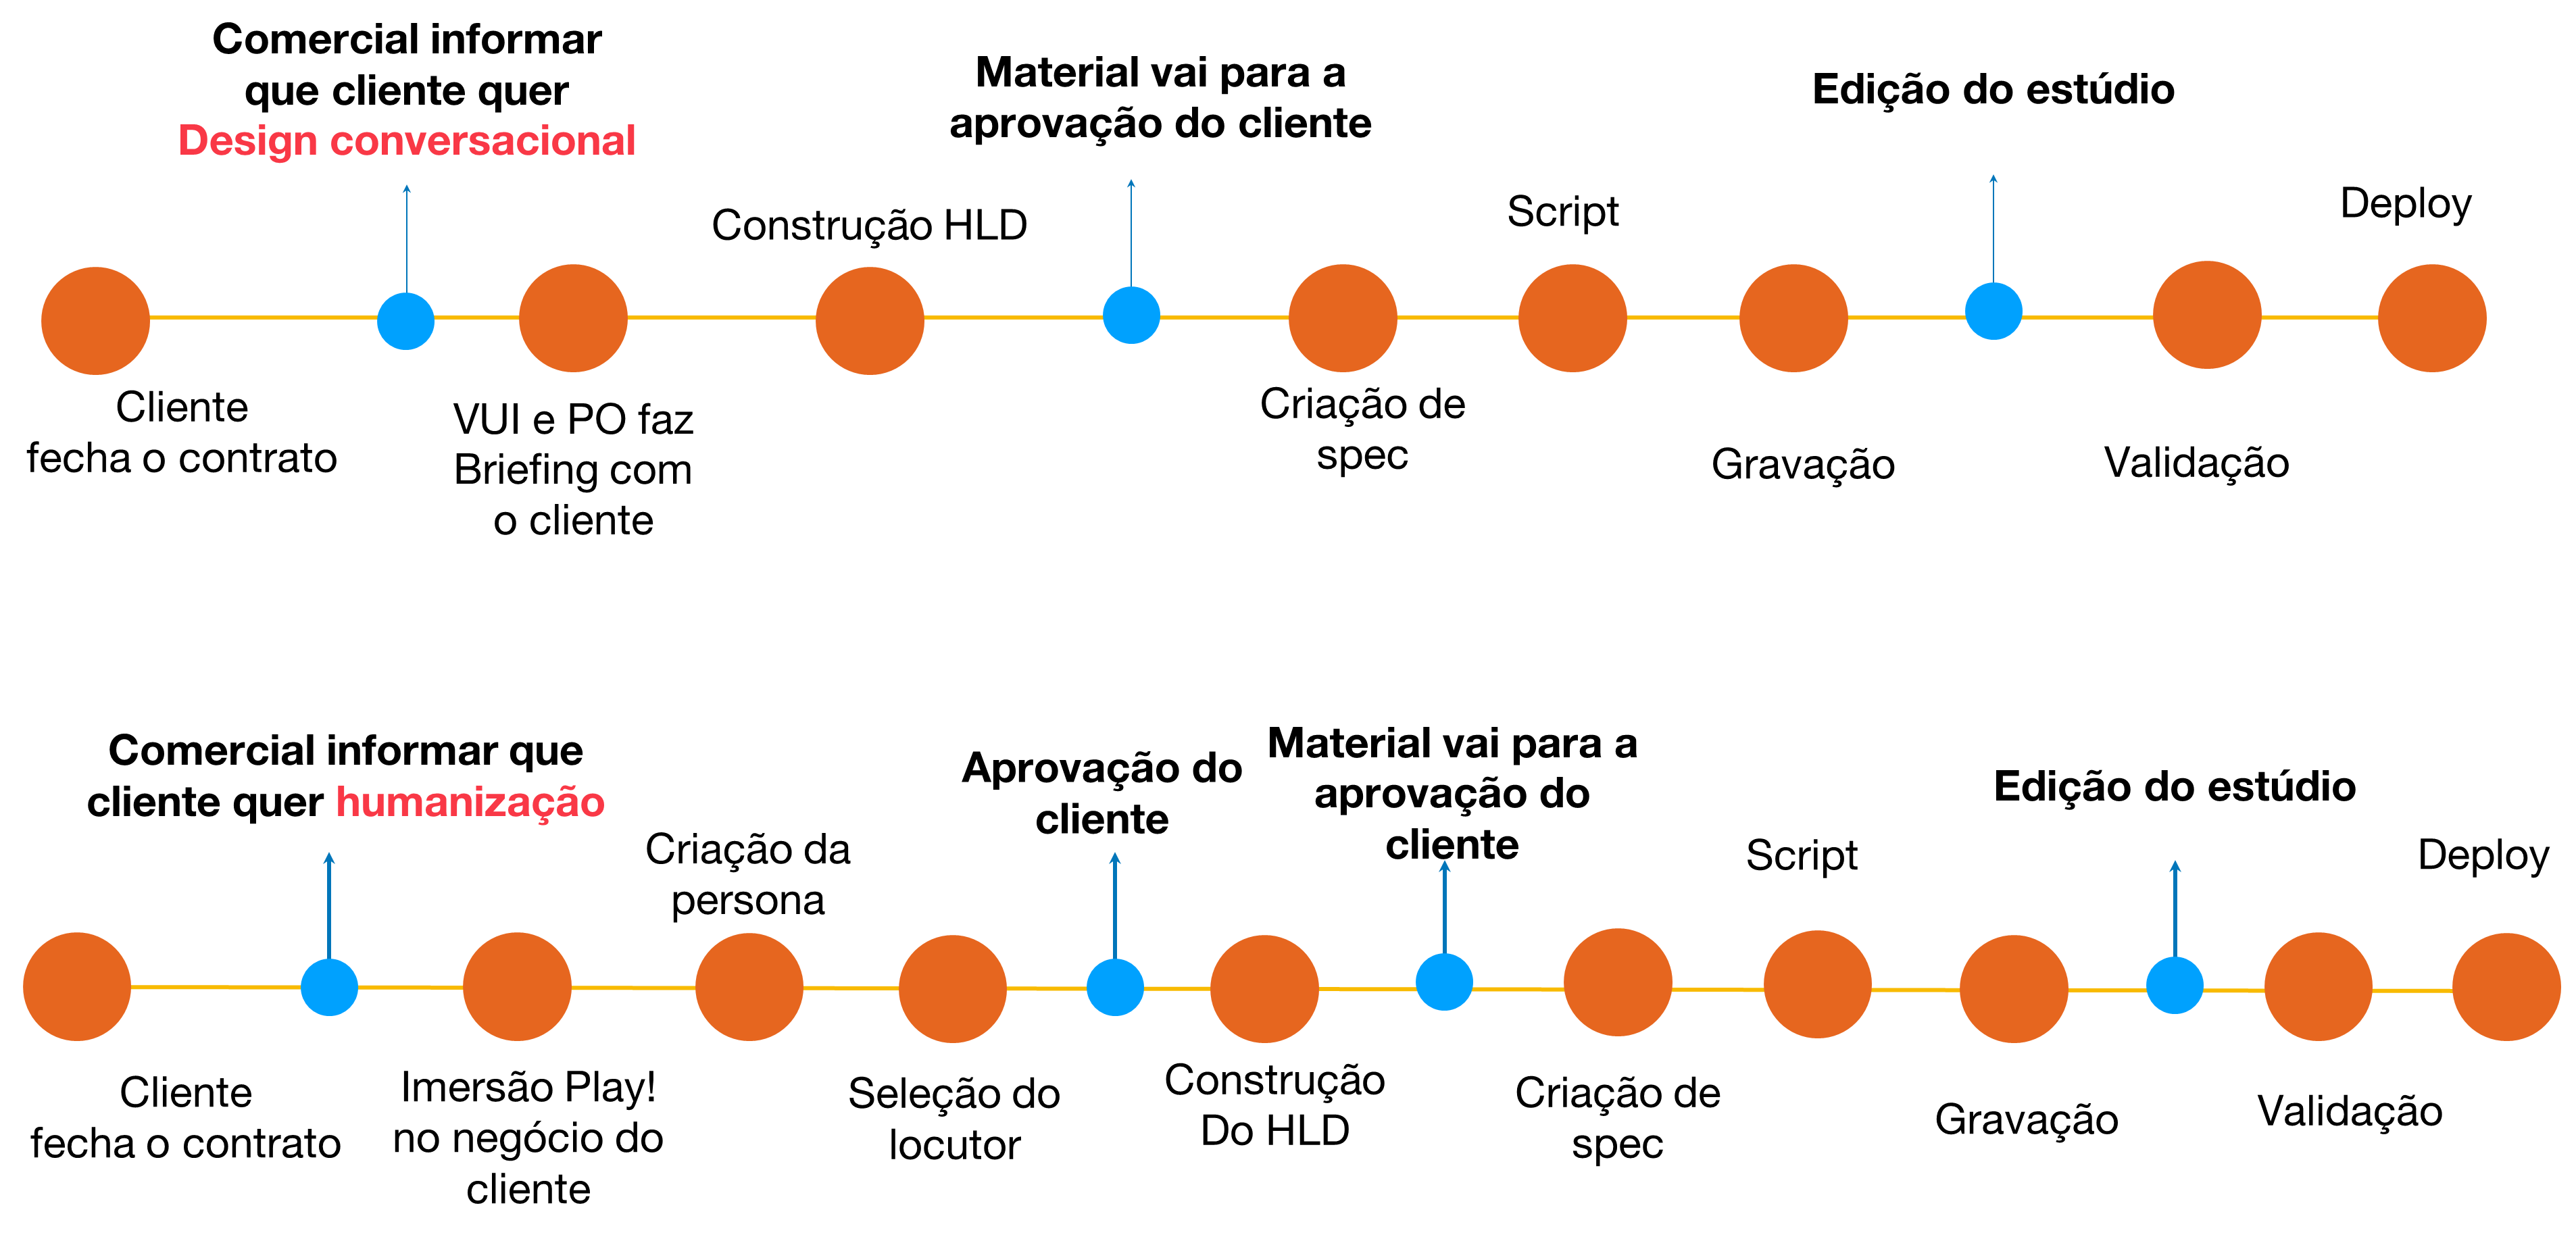 Comercial informar
que cliente quer
Design conversacional
Material vai para a
aprovação do cliente
Edição do estúdio
Construção HLD
Script
Deploy
Cliente
fecha o contrato
VUI e PO faz
Briefing com
o cliente
Criação de
spec
Gravação
Validação
Comercial informar que
cliente quer humanização
Aprovação do
cliente
Material vai para a
aprovação do
cliente
Edição do estúdio
Criação da
persona
Script
Deploy
Cliente
fecha o contrato
Imersão Play!
no negócio do
cliente
Seleção do
locutor
Construção
Do HLD
Criação de
spec
Gravação
Validação